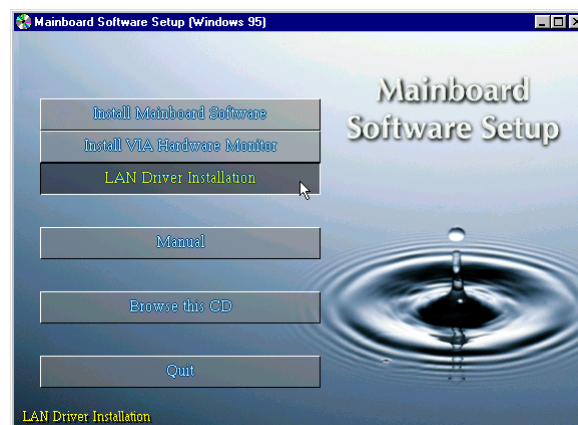 Mainboard Software Setup (Windows 95)
Mainboard
Software Setup
Install Mainboard Software
Install VIA Hardware Monitor
LAN Driver Installation
Manual
Browse this CD
Quit
LAN Driver Installation